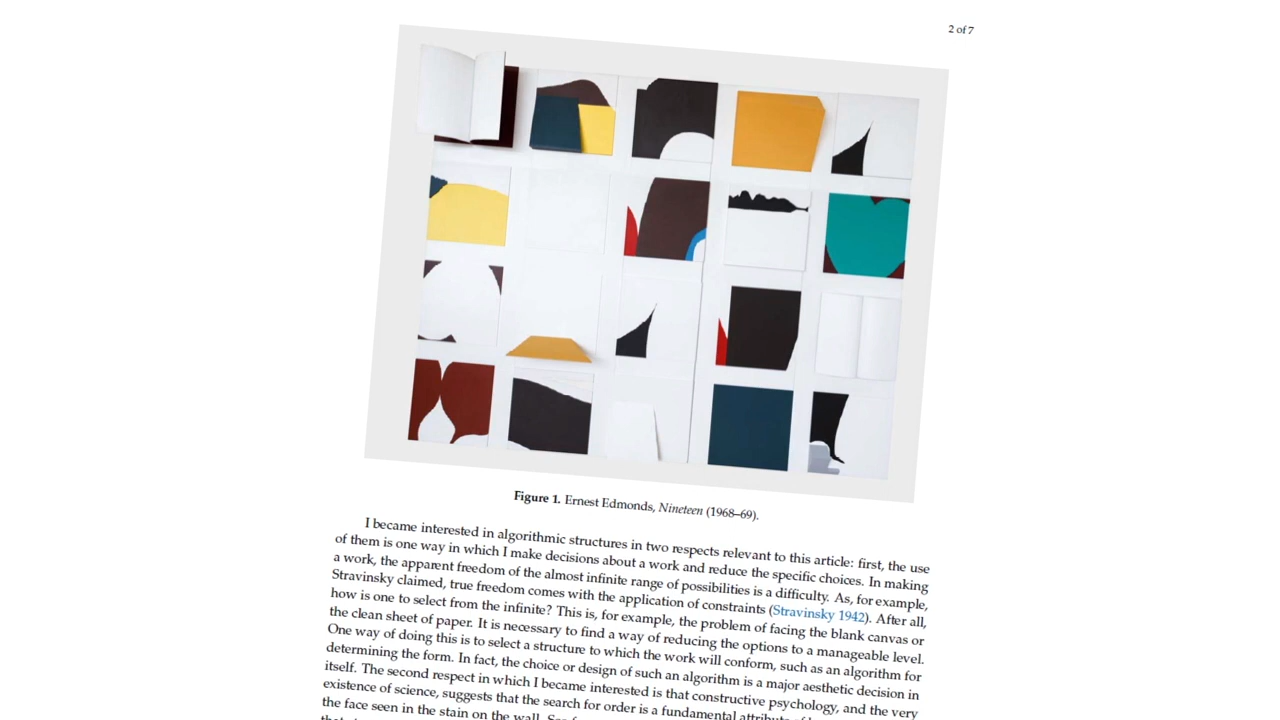 2 of 7
Figure 1. Ernest Edmonds, Nineteen (1968–69).
I became interested in algorithmic structures in two respects relevant to this article: first, the use
of them is one way in which I make decisions about a work and reduce the specific choices. In making
a work, the apparent freedom of the almost infinite range of possibilities is a difficulty. As, for example,
Stravinsky claimed, true freedom comes with the application of constraints (Stravinsky 1942). After all,
how is one to select from the infinite? This is, for example, the problem of facing the blank canvas or
the clean sheet of paper. It is necessary to find a way of reducing the options to a manageable level.
One way of doing this is to select a structure to which the work will conform, such as an algorithm for
determining the form. In fact, the choice or design of such an algorithm is a major aesthetic decision in
itself. The second respect in which I became interested is that constructive psychology, and the very
existence of science, suggests that the search for order is a fundamental attribute of
the face seen in the stain on the wall.